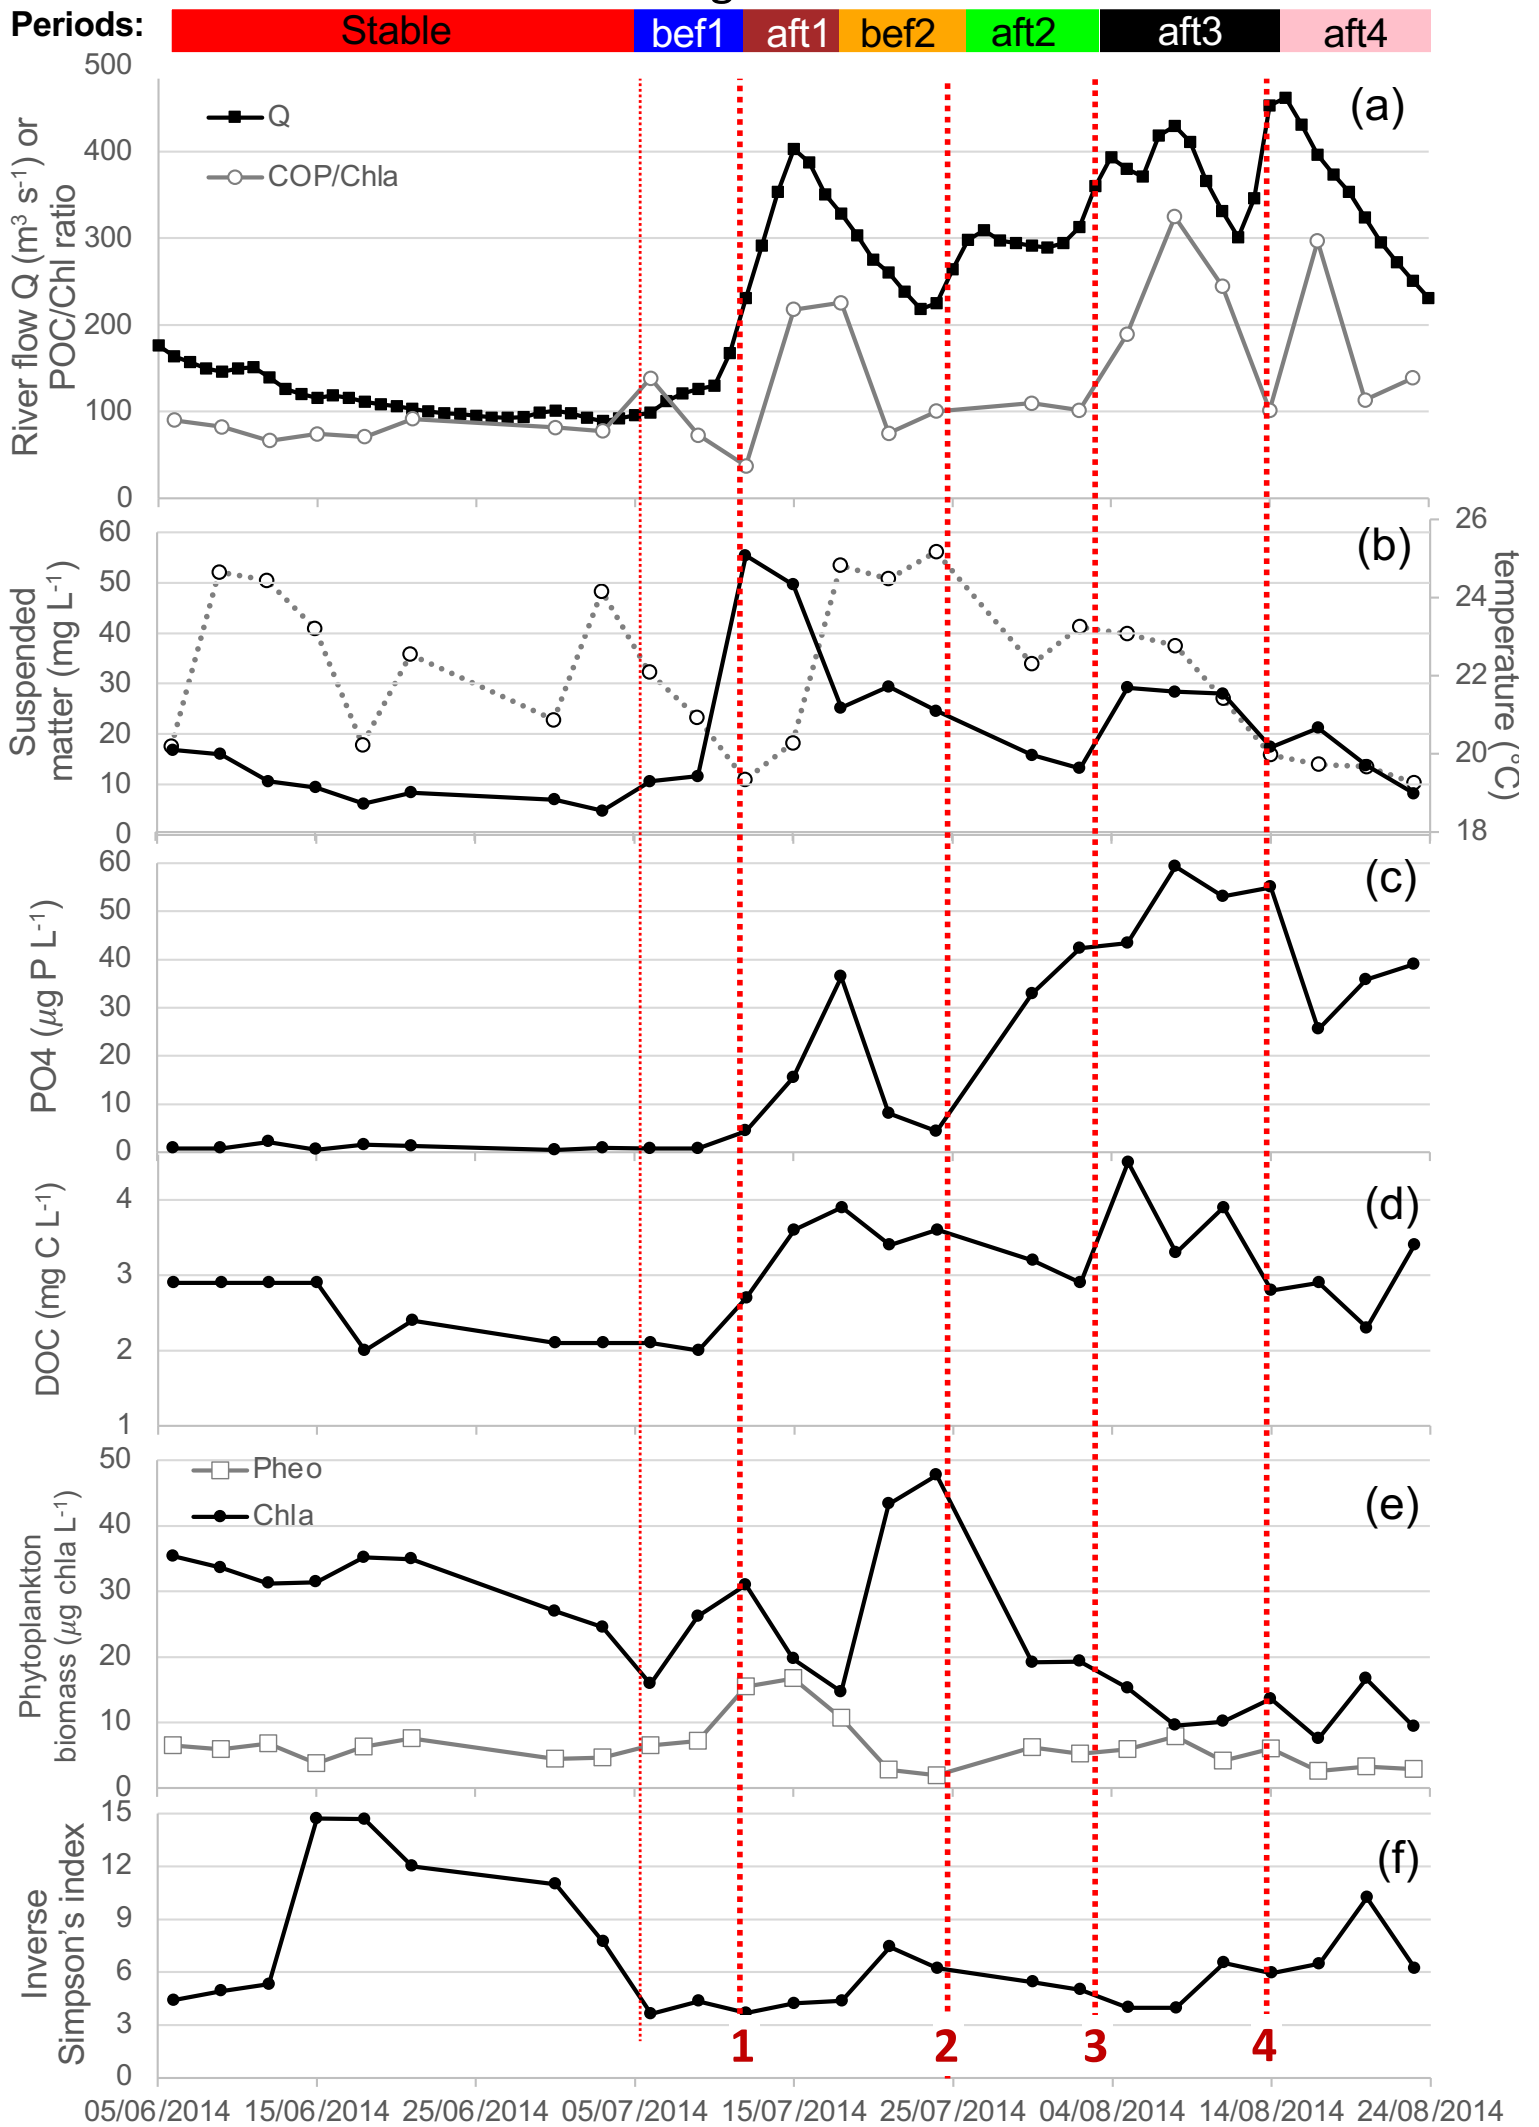 Periods:
Stable
bef1
aft1
bef2
aft2
aft3
aft4
River flow Q (m³ s⁻¹) or
POC/Chl ratio
500
400
300
200
100
0
Q
COP/Chla
(a)
Suspended
matter (mg L⁻¹)
60
50
40
30
20
10
0
(b)
26
24
22
20
18
temperature (°C)
PO4 (µg P L⁻¹)
60
50
40
30
20
10
0
(c)
DOC (mg C L⁻¹)
4
3
2
1
(d)
Phytoplankton
biomass (µg chla L⁻¹)
50
40
30
20
10
0
Pheo
Chla
(e)
Inverse
Simpson's index
15
12
9
6
3
0
(f)
1
2
3
4
05/06/2014
15/06/2014
25/06/2014
05/07/2014
15/07/2014
25/07/2014
04/08/2014
14/08/2014
24/08/2014